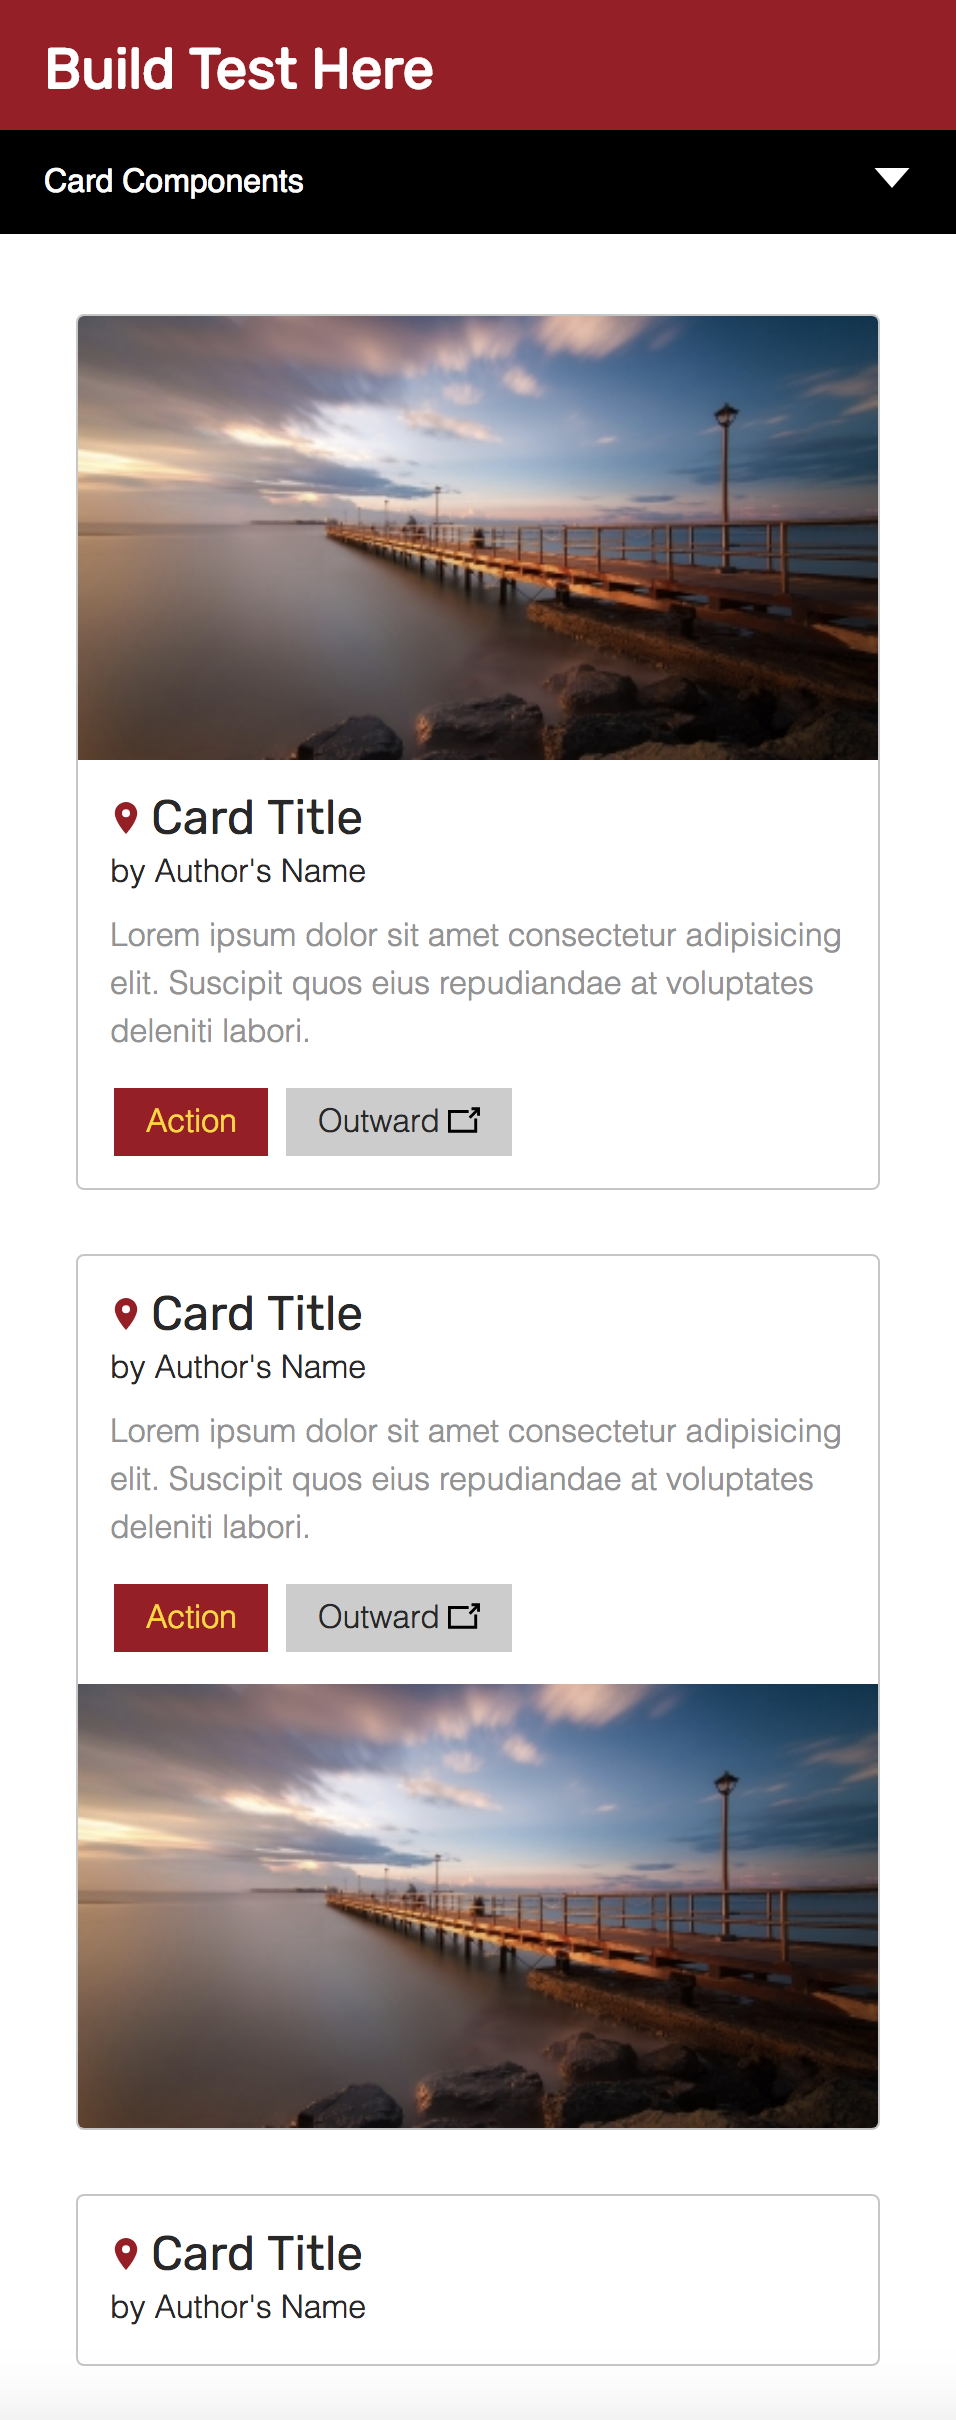 Build Test Here
Card Components
Card Title
by Author's Name
Lorem ipsum dolor sit amet consectetur adipisicing
elit. Suscipit quos eius repudiandae at voluptates
deleniti labori.
Action
Outward
Card Title
by Author's Name
Lorem ipsum dolor sit amet consectetur adipisicing
elit. Suscipit quos eius repudiandae at voluptates
deleniti labori.
Action
Outward
Card Title
by Author's Name